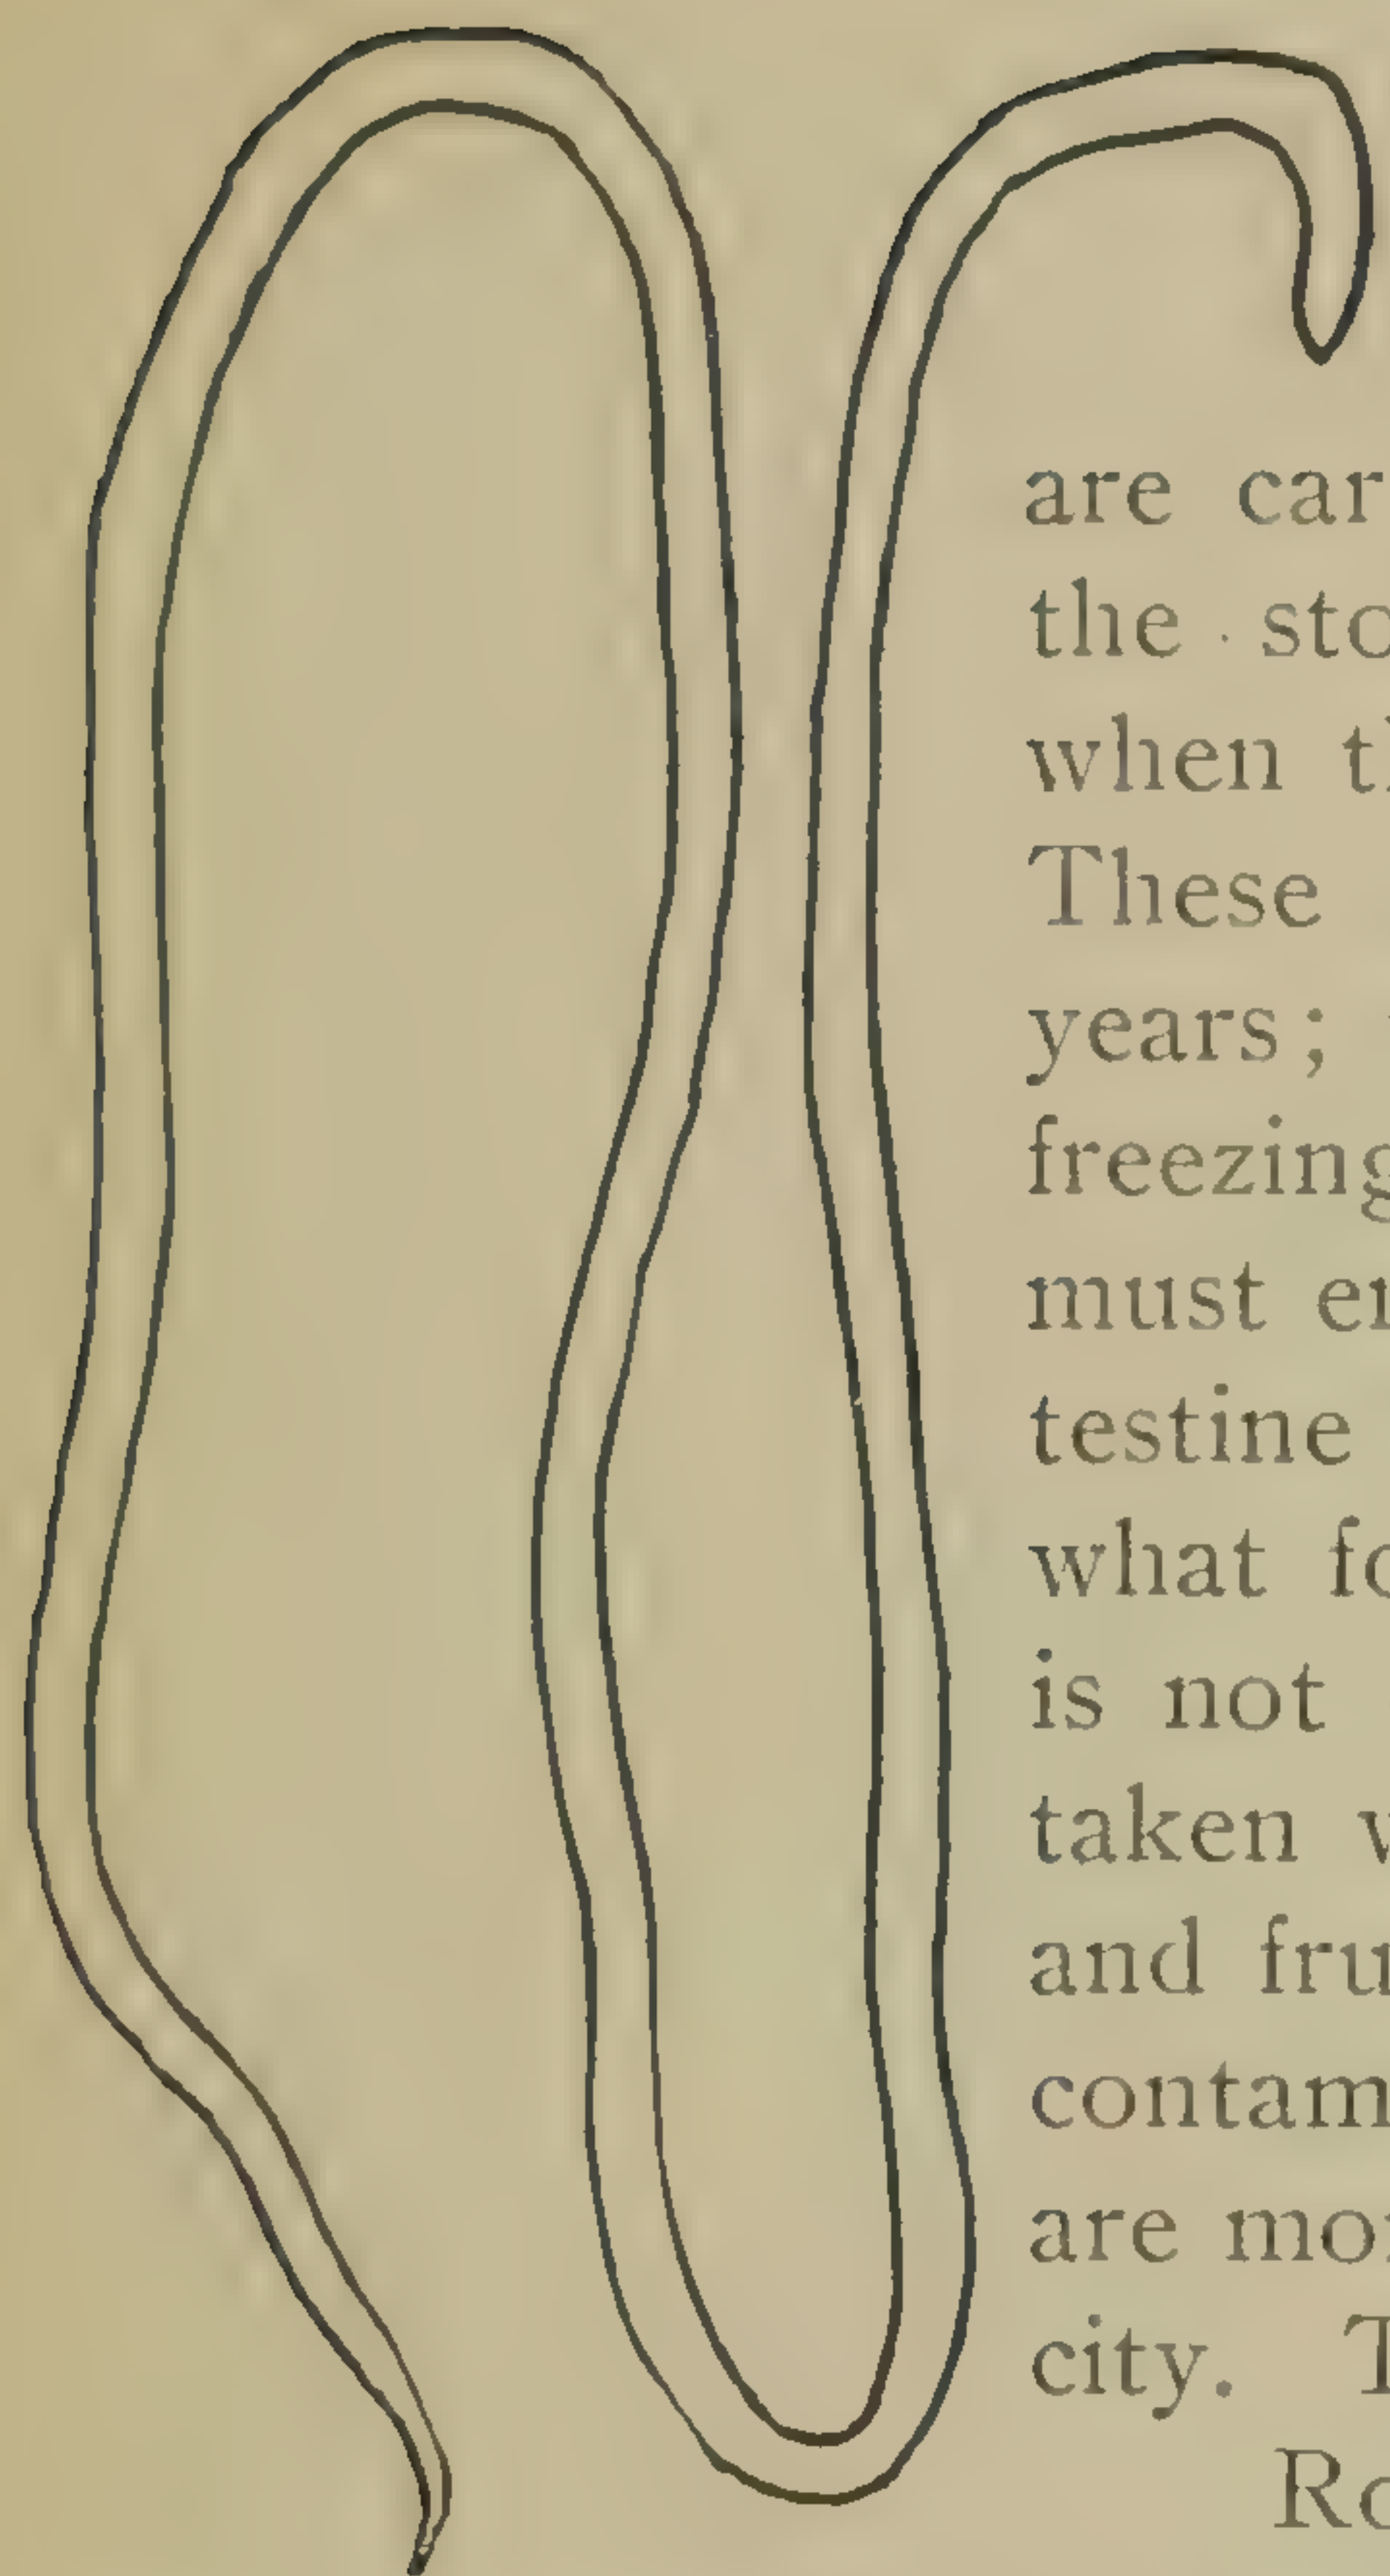 are car
the sto
when th
These
years;
freezing
must en
testine
what fo
is not
taken w
and fru
contam
are mor
city. T
Ro